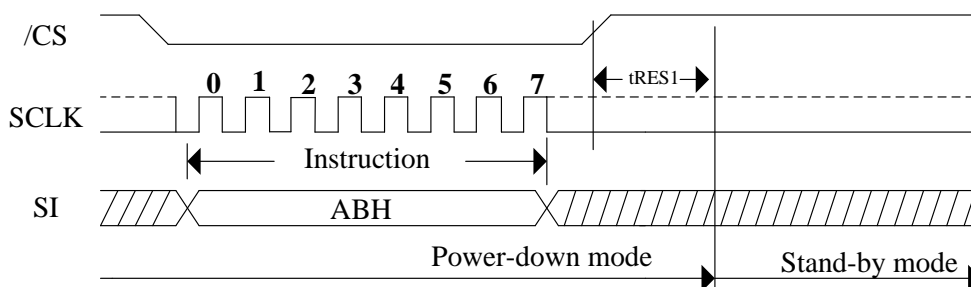 /CS
tRES1
0 1 2 3 4 5 6 7
SCLK
Instruction
SI
ABH
Power-down mode
Stand-by mode